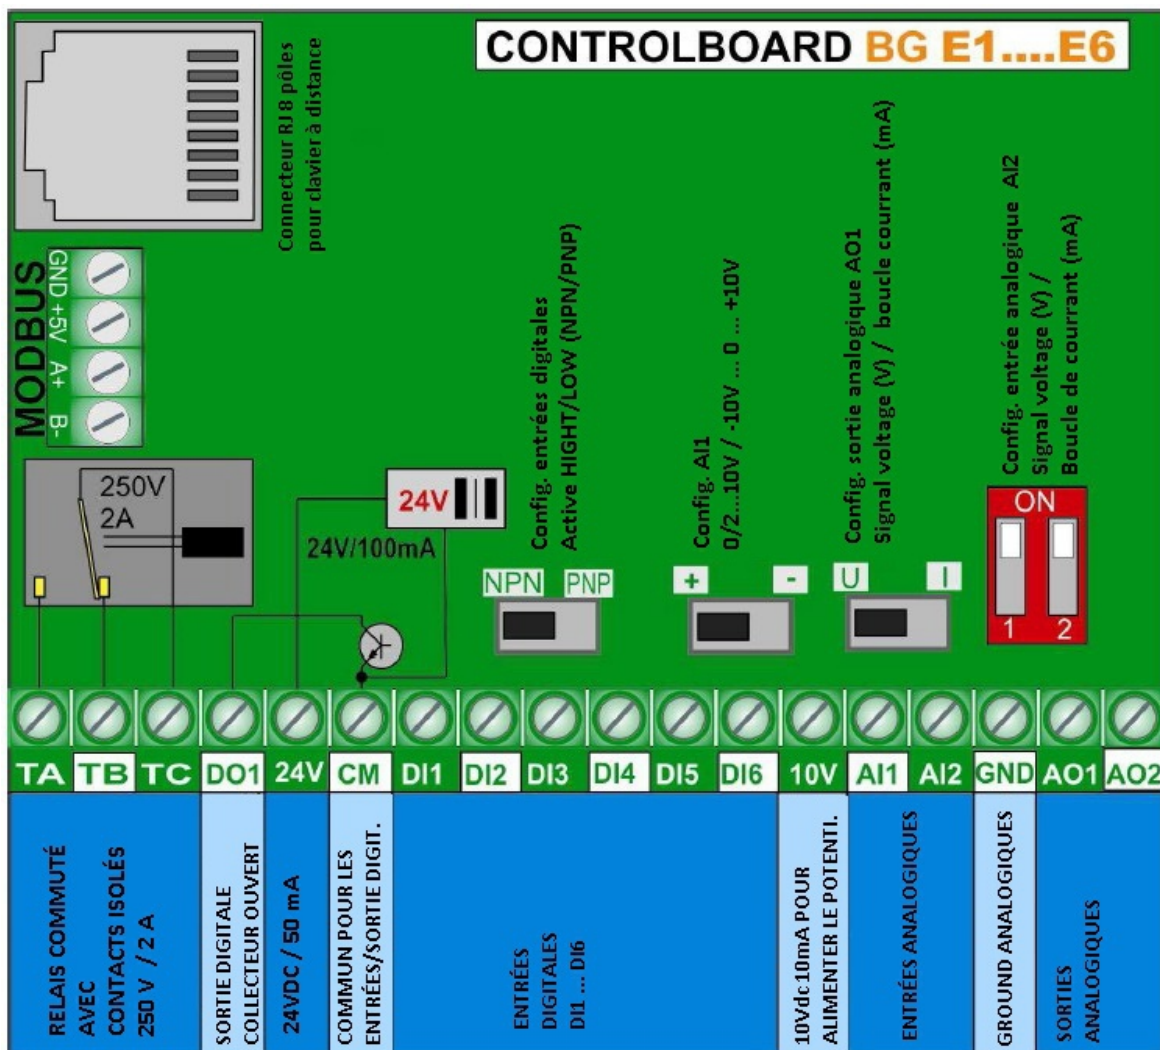 CONTROLBOARD BG E1....E6
Connecteur RJ 8 pôles
pour clavier à distance
MODBUS
GND
+5V
A+
B-
250V
2A
24V
24V/100mA
Config. entrées digitales
Active HIGHT/LOW (NPN/PNP)
NPN
PNP
Config. AI1
0/2...10V / -10V ... 0 ... +10V
+
-
Config. sortie analogique AO1
Signal voltage (V) / boucle courrant (mA)
U
I
Config. entrée analogique AI2
Signal voltage (V) /
Boucle de courrant (mA)
ON
1
2
TA
TB
TC
DO1
24V
CM
DI1
DI2
DI3
DI4
DI5
DI6
10V
AI1
AI2
GND
AO1
AO2
RELAIS COMMUTÉ
AVEC
CONTACTS ISOLÉS
250 V / 2 A
SORTIE DIGITALE
COLLECTEUR OUVERT
24VDC / 50 mA
COMMUN POUR LES
ENTRÉES/SORTIE DIGIT.
ENTRÉES
DIGITALES
DI1 ... DI6
10Vdc 10mA POUR
ALIMENTER LE POTENTI.
ENTRÉES ANALOGIQUES
GROUND ANALOGIQUES
SORTIES
ANALOGIQUES